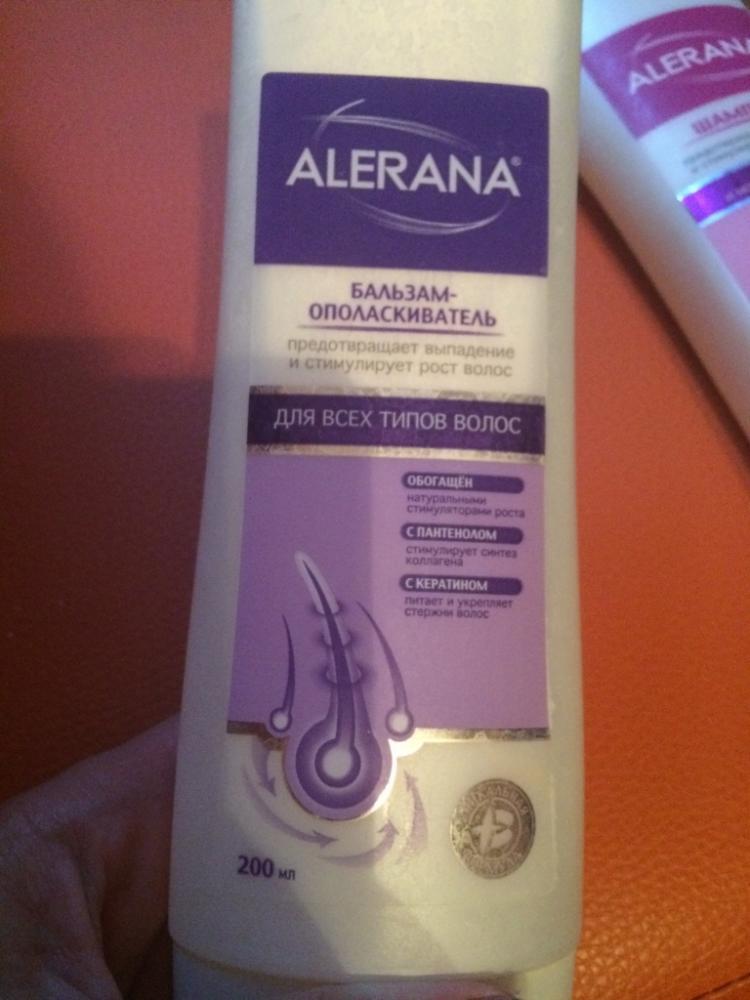 ALERANA®
БАЛЬЗАМ-
ОПОЛАСКИВАТЕЛЬ
предотвращает выпадение
и стимулирует рост волос
ДЛЯ ВСЕХ ТИПОВ ВОЛОС
ОБОГАЩЁН
натуральными
стимуляторами роста
С ПАНТЕНОЛОМ
стимулирует синтез
коллагена
С КЕРАТИНОМ
питает и укрепляет
стержни волос
200 мл
ALERANA